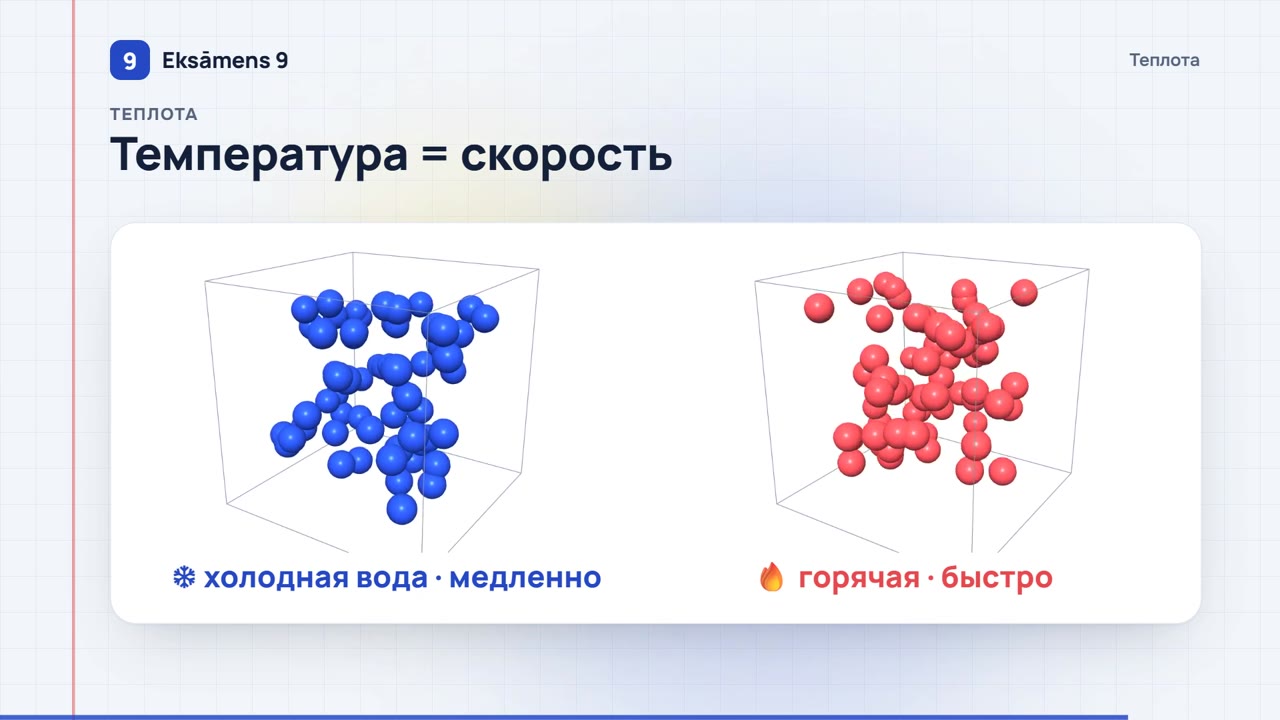 9 Eksāmens 9
Теплота
ТЕПЛОТА
Температура = скорость
❄ холодная вода · медленно
🔥 горячая · быстро